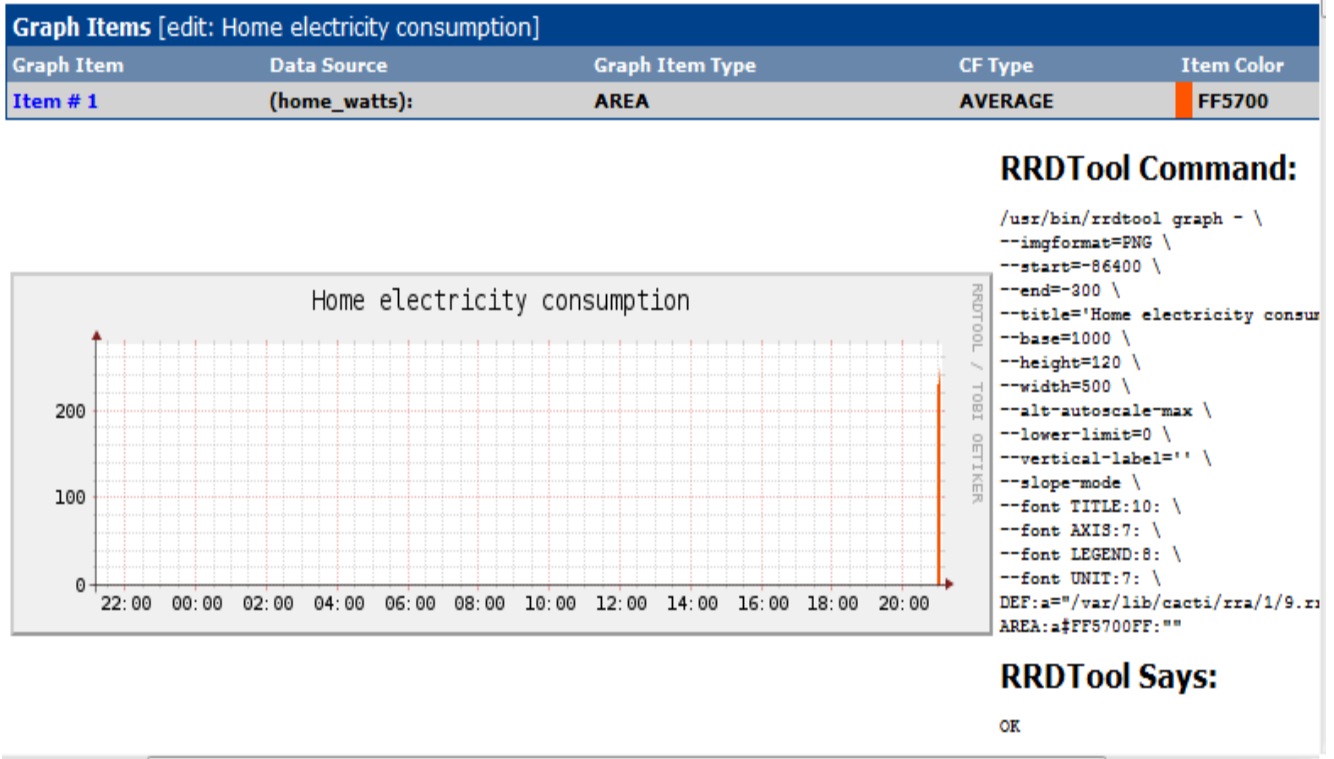 Graph Items [edit: Home electricity consumption]
Graph Item Data Source Graph Item Type CF Type Item Color
Item # 1 (home_watts): AREA AVERAGE FF5700
Home electricity consumption
200
100
0
22:00 00:00 02:00 04:00 06:00 08:00 10:00 12:00 14:00 16:00 18:00 20:00
RRDTOOL / TOBI OETIKER
RRDTool Command:
/usr/bin/rrdtool graph - \
--imgformat=PNG \
--start=-86400 \
--end=-300 \
--title='Home electricity consu
--base=1000 \
--height=120 \
--width=500 \
--alt-autoscale-max \
--lower-limit=0 \
--vertical-label='' \
--slope-mode \
--font TITLE:10: \
--font AXIS:7: \
--font LEGEND:8: \
--font UNIT:7: \
DEF:a="/var/lib/cacti/rra/1/9.r
AREA:a#FF5700FF:""
RRDTool Says:
OK